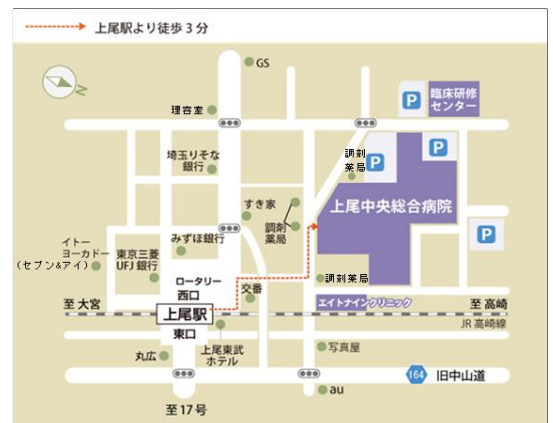 上尾駅より徒歩3分
GS
N
理容室
P
臨床研修
センター
P
P
調剤
薬局
埼玉りそな
銀行
すき家
上尾中央総合病院
調剤
薬局
P
イトー
ヨーカドー
(セブン&アイ)
東京三菱
UFJ 銀行
みずほ銀行
ロータリー
西口
交番
調剤薬局
エイトナインクリニック
至 大宮
上尾駅
至 高崎
JR 高崎線
東口
上尾東武
ホテル
写真屋
丸広
164
旧中山道
au
至17号